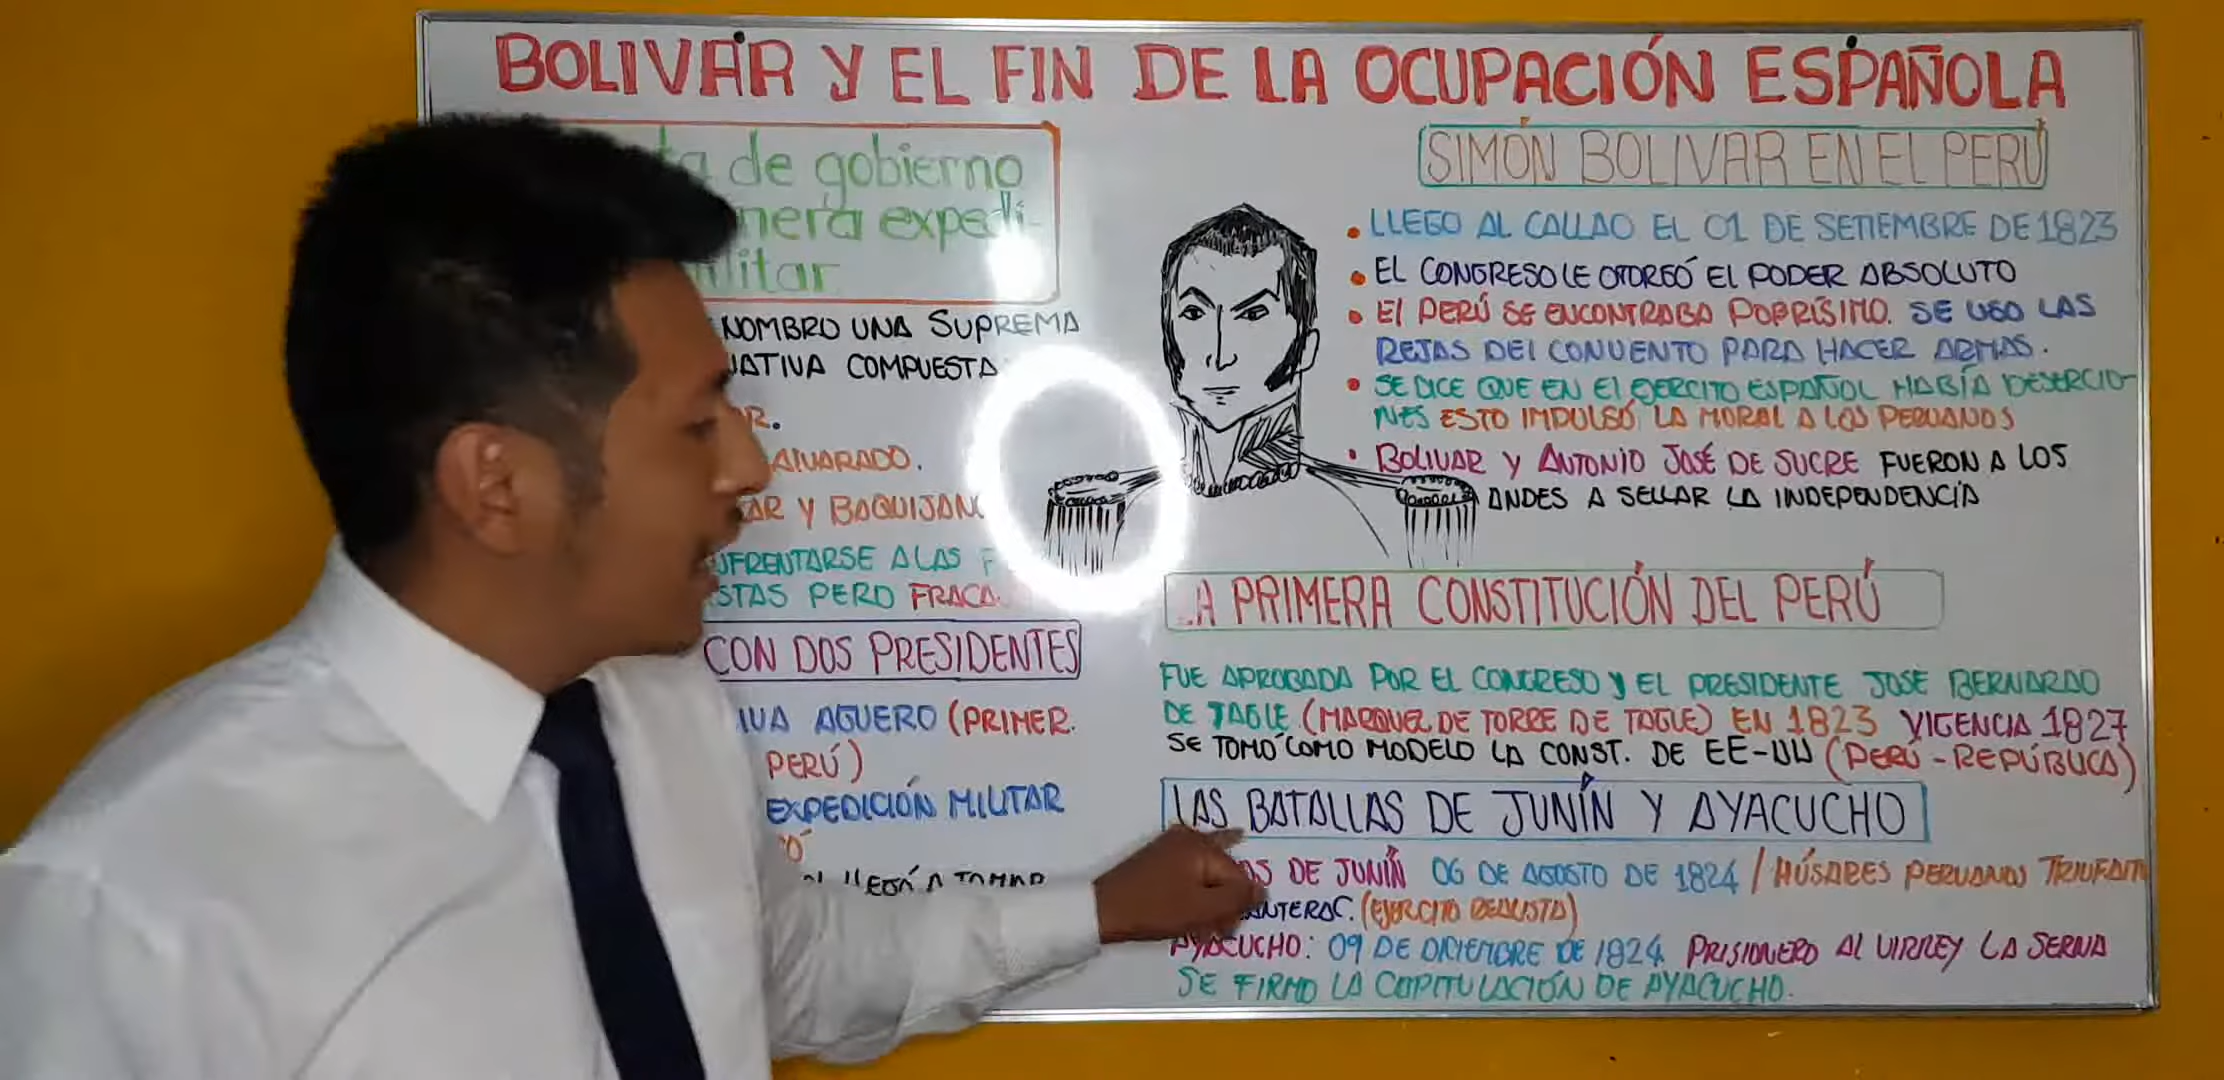 BOLIVAR Y EL FIN DE LA OCUPACIÓN ESPAÑOLA
de gobierno
expedi-
militar
NOMBRO UNA SUPREMA
COMPUESTA
ALVARADO.
Y BAQUIJANO
ENFRENTARSE A LAS
PERO
CON DOS PRESIDENTES
AGUERO (PRIMER.
PERÚ)
EXPEDICIÓN MILITAR
LLEGÓ A TOMAR
SIMÓN BOLIVAR EN EL PERÚ
• LLEGO AL CALLAO EL 01 DE SETIEMBRE DE 1823
• EL CONGRESO LE OTORGÓ EL PODER ABSOLUTO
• El PERÚ SE ENCONTRABA POBRÍSIMO. SE USO LAS
REJAS DEl CONVENTO PARA HACER ARMAS.
• SE DICE QUE EN El EJERCITO ESPAÑOL HABÍA DESERCIO-
NES ESTO IMPULSÓ LA MORAL A LOS PERUANOS
• BOLIVAR Y ANTONIO JOSÉ DE SUCRE FUERON A LOS
ANDES A SELLAR LA INDEPENDENCÍA
LA PRIMERA CONSTITUCIÓN DEL PERÚ
FUE APROBADA POR EL CONGRESO Y EL PRESIDENTE JOSE BERNARDO
DE TAGLE (MARQUEZ DE TORRE DE TAGLE) EN 1823 VIGENCIA 1827
SE TOMÓ COMO MODELO LA CONST. DE EE-UU (PERÚ - REPÚBLICA)
LAS BATALLAS DE JUNÍN Y AYACUCHO
DE JUNÍN 06 DE AGOSTO DE 1824 / HÚSARES PERUANOS
CANTERAC. (EJERCITO REALISTA)
AYACUCHO: 09 DE DICIEMBRE DE 1824 PRISIONERO Al VIRREY LA SERNA
SE FIRMO LA CAPITULACIÓN DE AYACUCHO.